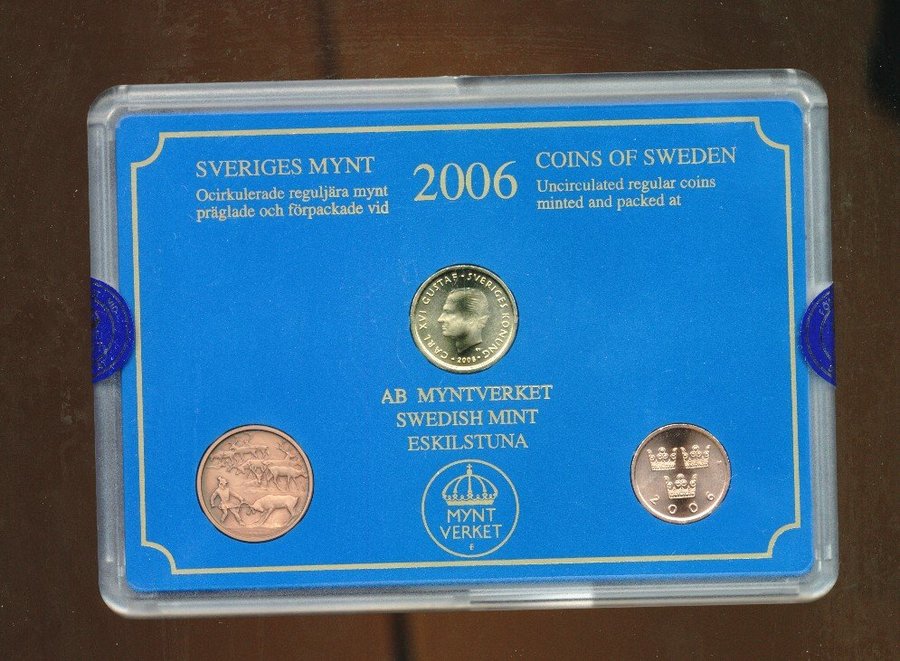 SVERIGES MYNT
Ocirkulerade reguljära mynt
präglade och förpackade vid
2006
COINS OF SWEDEN
Uncirculated regular coins
minted and packed at
CARL XVI GUSTAF · SVERIGES KONUNG
· 2006 ·
AB MYNTVERKET
SWEDISH MINT
ESKILSTUNA
MYNT
VERKET
E
2006